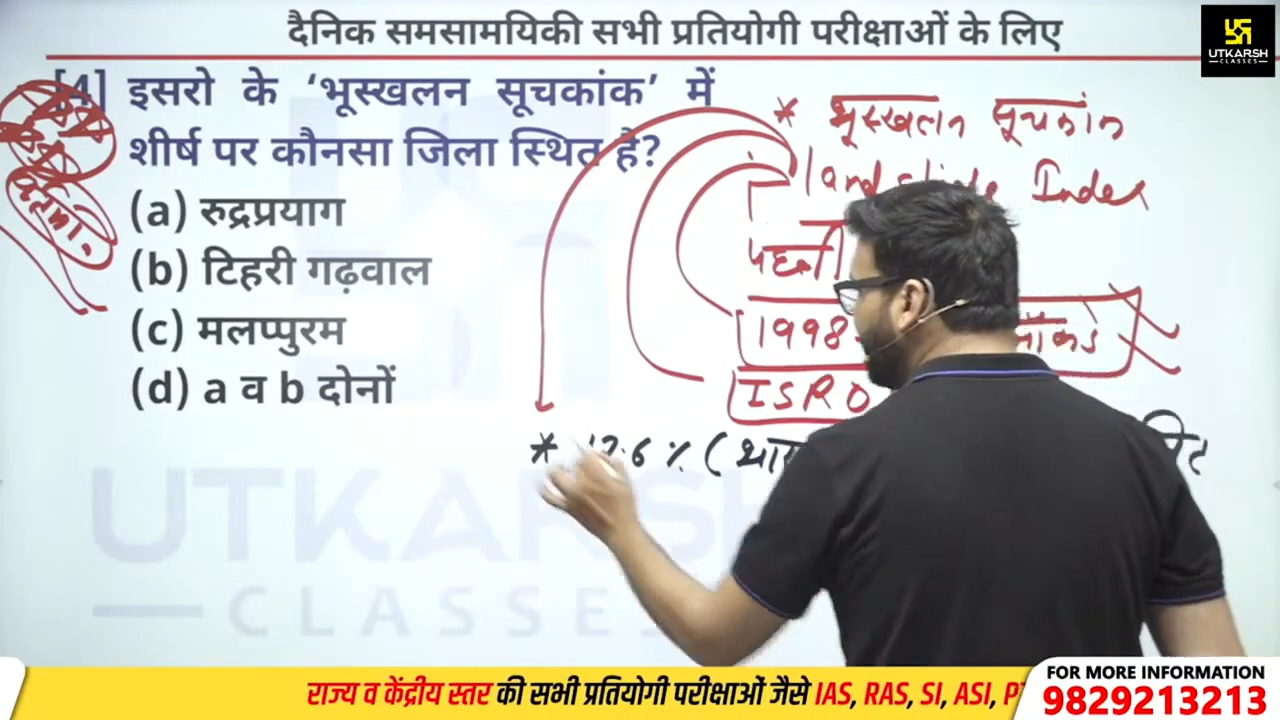 दैनिक समसामयिकी सभी प्रतियोगी परीक्षाओं के लिए
UTKARSH
CLASSES
[4] इसरो के ‘भूस्खलन सूचकांक’ में
शीर्ष पर कौनसा जिला स्थित है?
(a) रुद्रप्रयाग
(b) टिहरी गढ़वाल
(c) मलप्पुरम
(d) a व b दोनों
* भूस्खलन सूचकांक
Index
1998
ISRO
* 12.6 % (
UTKARSH
CLASSES
राज्य व केंद्रीय स्तर की सभी प्रतियोगी परीक्षाओं जैसे IAS, RAS, SI, ASI,
FOR MORE INFORMATION
9829213213